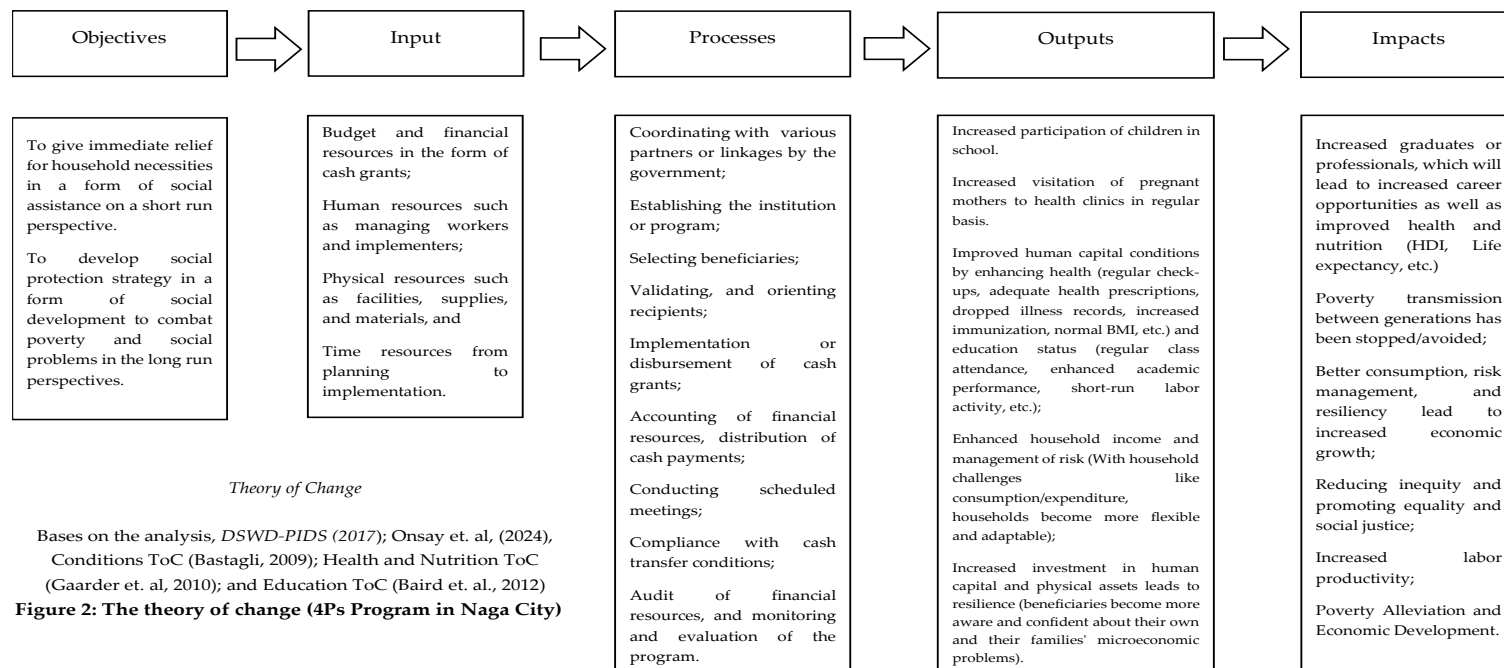 Objectives
Input
Processes
Outputs
Impacts
To give immediate relief
for household necessities
in a form of social
assistance on a short run
perspective.
To develop social
protection strategy in a
form of social
development to combat
poverty and social
problems in the long run
perspectives.
Budget and financial
resources in the form of
cash grants;
Human resources such
as managing workers
and implementers;
Physical resources such
as facilities, supplies,
and materials, and
Time resources from
planning to
implementation.
Coordinating with various
partners or linkages by the
government;
Establishing the institution
or program;
Selecting beneficiaries;
Validating, and orienting
recipients;
Implementation or
disbursement of cash
grants;
Accounting of financial
resources, distribution of
cash payments;
Conducting scheduled
meetings;
Compliance with cash
transfer conditions;
Audit of financial
resources, and monitoring
and evaluation of the
program.
Increased participation of children in
school.
Increased visitation of pregnant
mothers to health clinics in regular
basis.
Improved human capital conditions
by enhancing health (regular check-
ups, adequate health prescriptions,
dropped illness records, increased
immunization, normal BMI, etc.) and
education status (regular class
attendance, enhanced academic
performance, short-run labor
activity, etc.);
Enhanced household income and
management of risk (With household
challenges like
consumption/expenditure,
households become more flexible
and adaptable);
Increased investment in human
capital and physical assets leads to
resilience (beneficiaries become more
aware and confident about their own
and their families' microeconomic
problems).
Increased graduates or
professionals, which will
lead to increased career
opportunities as well as
improved health and
nutrition (HDI, Life
expectancy, etc.)
Poverty transmission
between generations has
been stopped/avoided;
Better consumption, risk
management, and
resiliency lead to
increased economic
growth;
Reducing inequity and
promoting equality and
social justice;
Increased labor
productivity;
Poverty Alleviation and
Economic Development.
Theory of Change
Bases on the analysis, DSWD-PIDS (2017); Onsay et. al, (2024),
Conditions ToC (Bastagli, 2009); Health and Nutrition ToC
(Gaarder et. al, 2010); and Education ToC (Baird et. al., 2012)
Figure 2: The theory of change (4Ps Program in Naga City)